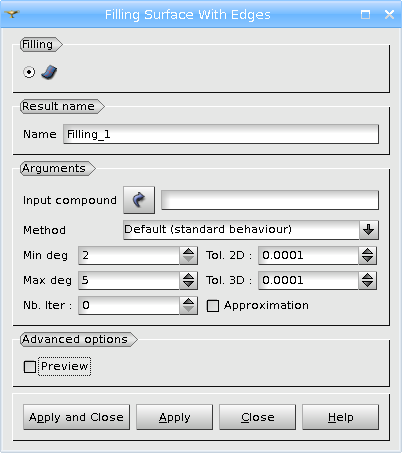 Filling Surface With Edges
Filling
Result name
Name Filling_1
Arguments
Input compound
Method Default (standard behaviour)
Min deg 2 Tol. 2D : 0.0001
Max deg 5 Tol. 3D : 0.0001
Nb. Iter : 0 Approximation
Advanced options
Preview
Apply and Close Apply Close Help